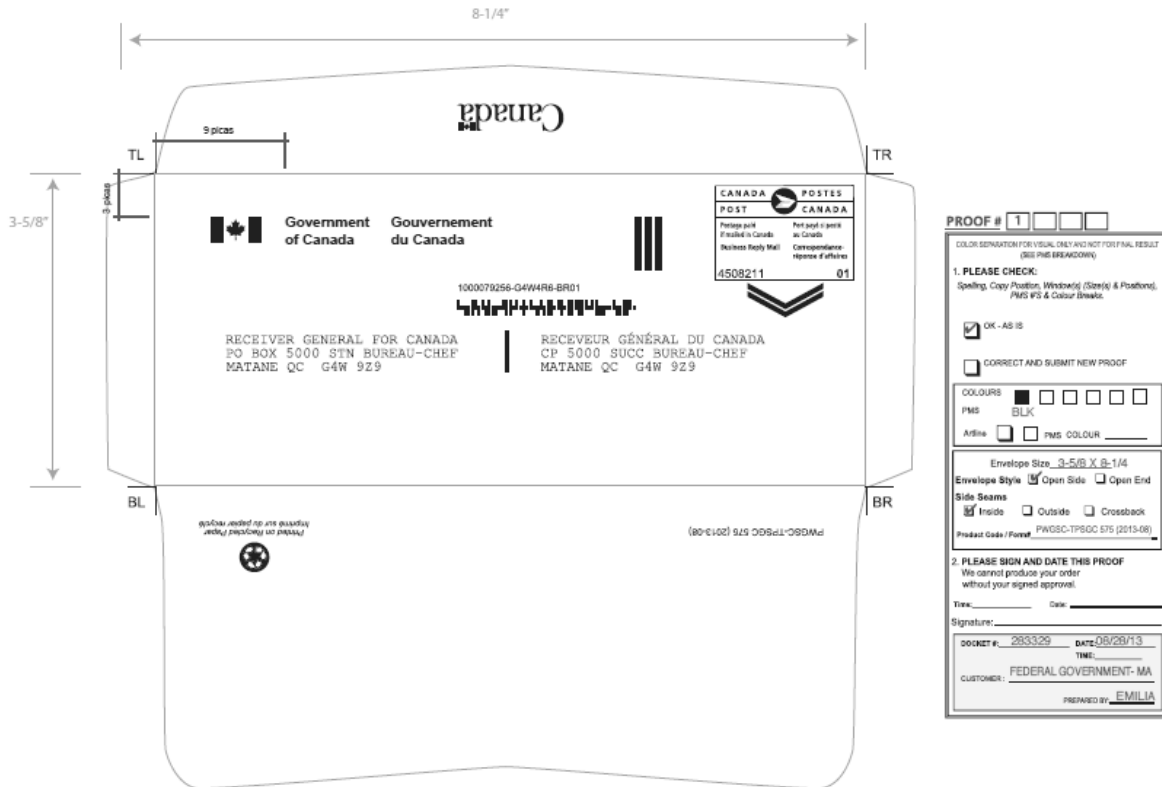 8-1/4"
Canada
9 picas
TL
TR
3 picas
3-5/8"
Government
of Canada
Gouvernement
du Canada
CANADA POSTES
POST CANADA
Postage paid
if mailed in Canada
Port payé si posté
au Canada
Business Reply Mail
Correspondance-
réponse d'affaires
4508211 01
1000079256-G4W4R6-BR01
RECEIVER GENERAL FOR CANADA
PO BOX 5000 STN BUREAU-CHEF
MATANE QC G4W 9Z9
RECEVEUR GÉNÉRAL DU CANADA
CP 5000 SUCC BUREAU-CHEF
MATANE QC G4W 9Z9
BL
BR
Printed on Recycled Paper
Imprimé sur du papier recyclé
PWGSC-TPSGC 575 (2013-08)
PROOF # 1
COLOR SEPARATION FOR VISUAL ONLY AND NOT FOR FINAL RESULT
(SEE PMS BREAKDOWN)
1. PLEASE CHECK:
Spelling, Copy Position, Window(s) (Size(s) & Positions),
PMS #'S & Colour Breaks.
OK - AS IS
CORRECT AND SUBMIT NEW PROOF
COLOURS
PMS BLK
Artline PMS COLOUR
Envelope Size 3-5/8 X 8-1/4
Envelope Style Open Side Open End
Side Seams
Inside Outside Crossback
Product Code / Form# PWGSC-TPSGC 575 (2013-08)
2. PLEASE SIGN AND DATE THIS PROOF
We cannot produce your order
without your signed approval.
Time: Date:
Signature:
DOCKET #: 283329 DATE: 08/28/13
TIME:
CUSTOMER : FEDERAL GOVERNMENT- MA
PREPARED BY: EMILIA